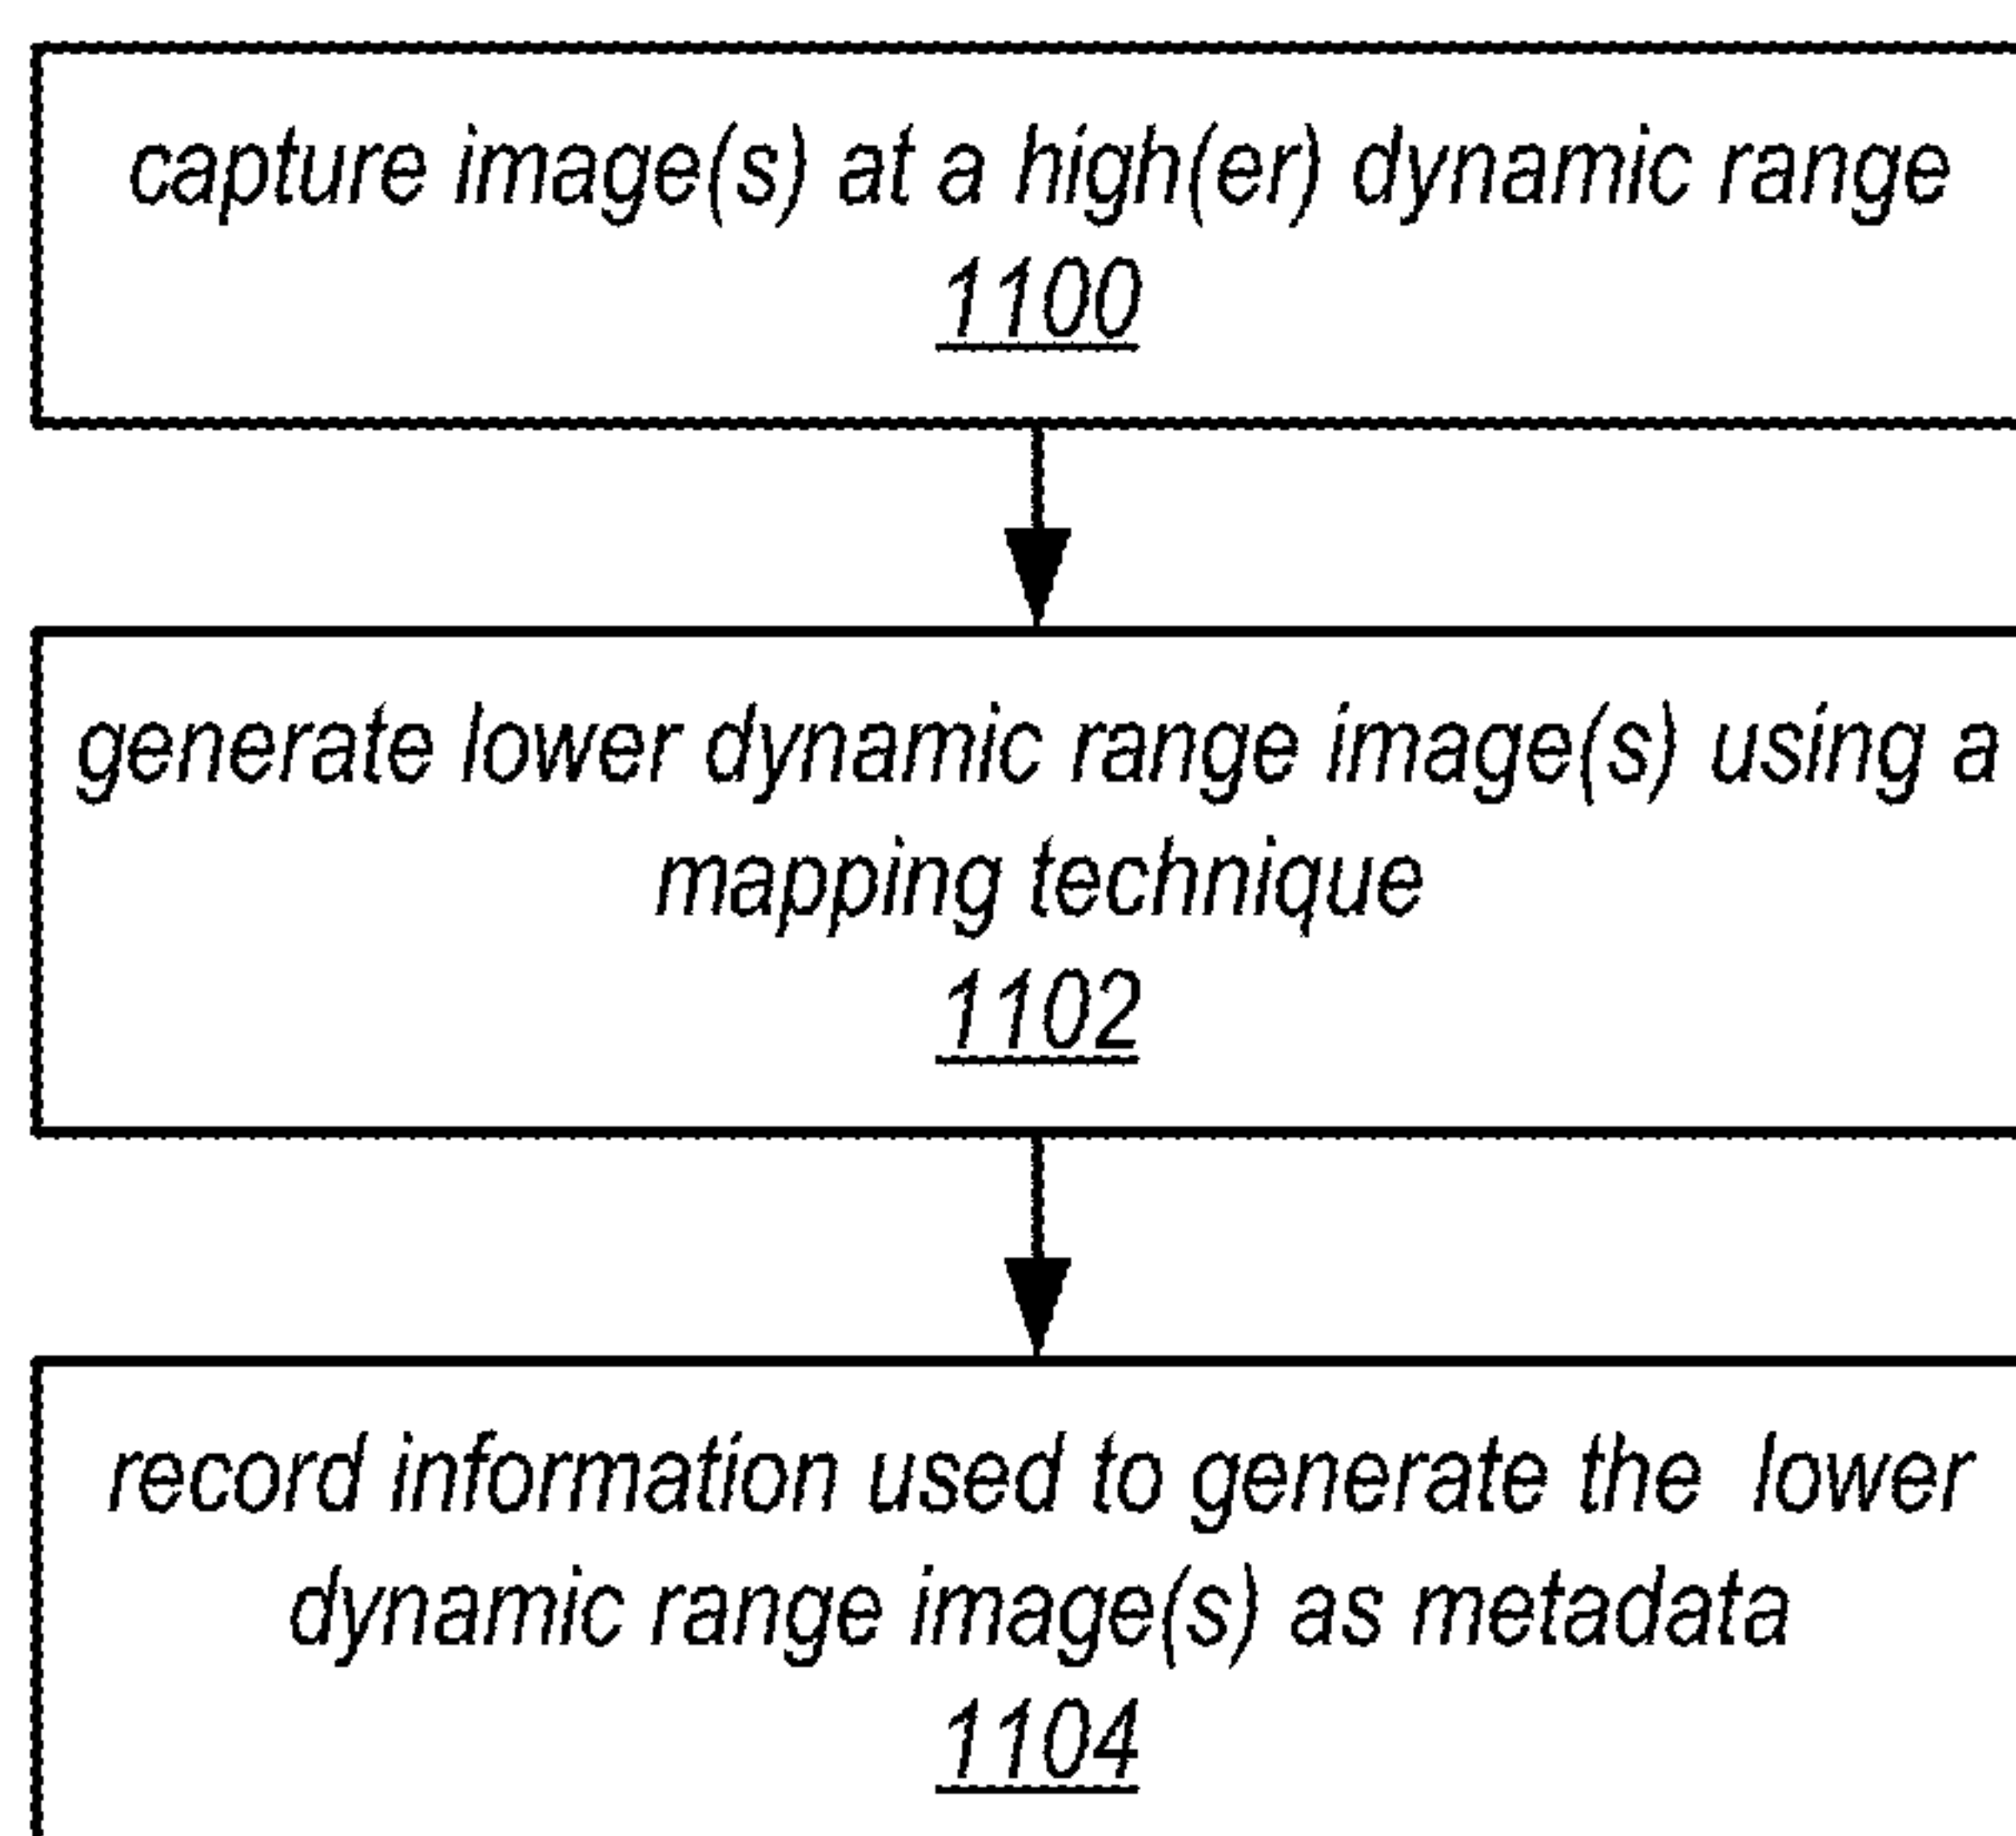 capture image(s) at a high(er) dynamic range
1100
generate lower dynamic range image(s) using a
mapping technique
1102
record information used to generate the lower
dynamic range image(s) as metadata
1104